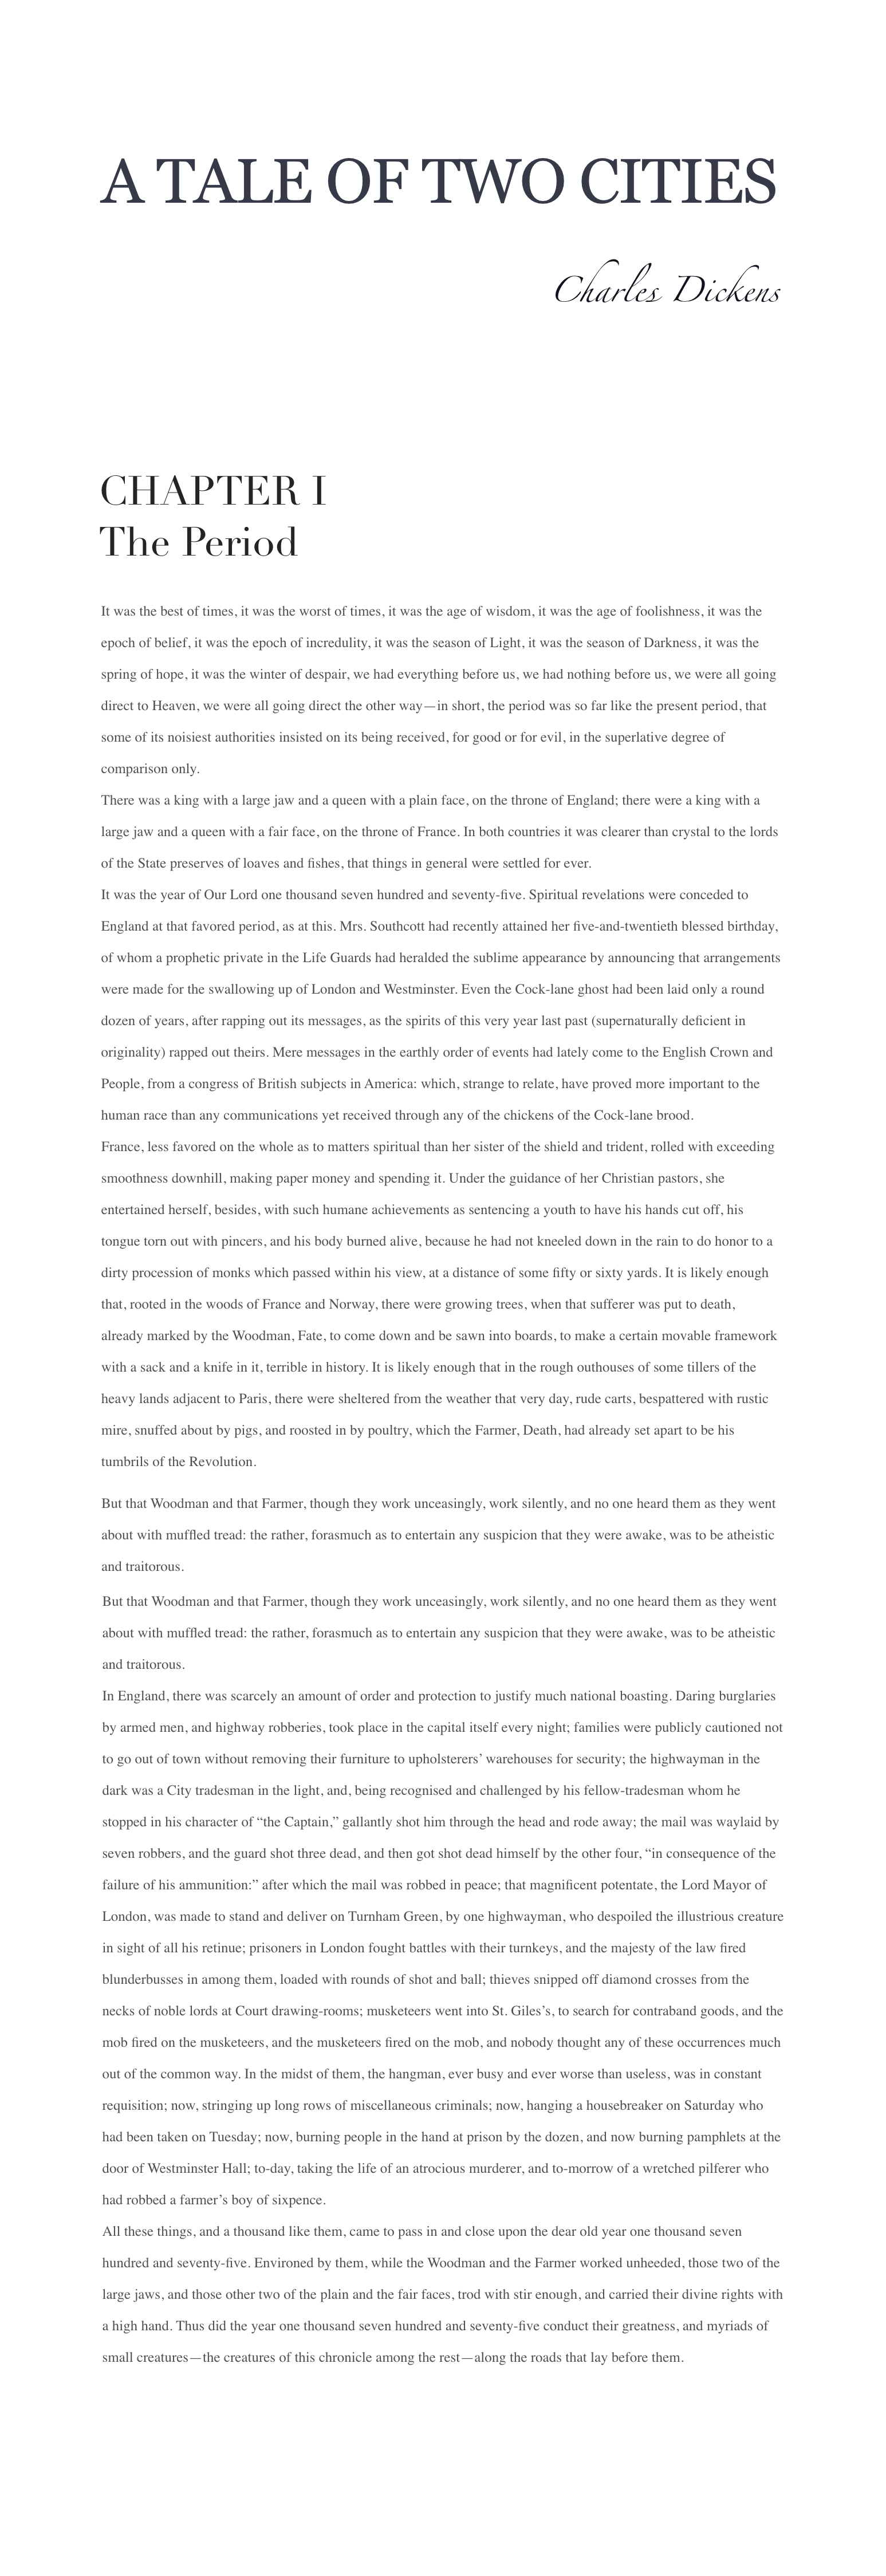 A TALE OF TWO CITIES
Charles Dickens
CHAPTER I
The Period
It was the best of times, it was the worst of times, it was the age of wisdom, it was the age of foolishness, it was the
epoch of belief, it was the epoch of incredulity, it was the season of Light, it was the season of Darkness, it was the
spring of hope, it was the winter of despair, we had everything before us, we had nothing before us, we were all going
direct to Heaven, we were all going direct the other way—in short, the period was so far like the present period, that
some of its noisiest authorities insisted on its being received, for good or for evil, in the superlative degree of
comparison only.
There was a king with a large jaw and a queen with a plain face, on the throne of England; there were a king with a
large jaw and a queen with a fair face, on the throne of France. In both countries it was clearer than crystal to the lords
of the State preserves of loaves and fishes, that things in general were settled for ever.
It was the year of Our Lord one thousand seven hundred and seventy-five. Spiritual revelations were conceded to
England at that favored period, as at this. Mrs. Southcott had recently attained her five-and-twentieth blessed birthday,
of whom a prophetic private in the Life Guards had heralded the sublime appearance by announcing that arrangements
were made for the swallowing up of London and Westminster. Even the Cock-lane ghost had been laid only a round
dozen of years, after rapping out its messages, as the spirits of this very year last past (supernaturally deficient in
originality) rapped out theirs. Mere messages in the earthly order of events had lately come to the English Crown and
People, from a congress of British subjects in America: which, strange to relate, have proved more important to the
human race than any communications yet received through any of the chickens of the Cock-lane brood.
France, less favored on the whole as to matters spiritual than her sister of the shield and trident, rolled with exceeding
smoothness downhill, making paper money and spending it. Under the guidance of her Christian pastors, she
entertained herself, besides, with such humane achievements as sentencing a youth to have his hands cut off, his
tongue torn out with pincers, and his body burned alive, because he had not kneeled down in the rain to do honor to a
dirty procession of monks which passed within his view, at a distance of some fifty or sixty yards. It is likely enough
that, rooted in the woods of France and Norway, there were growing trees, when that sufferer was put to death,
already marked by the Woodman, Fate, to come down and be sawn into boards, to make a certain movable framework
with a sack and a knife in it, terrible in history. It is likely enough that in the rough outhouses of some tillers of the
heavy lands adjacent to Paris, there were sheltered from the weather that very day, rude carts, bespattered with rustic
mire, snuffed about by pigs, and roosted in by poultry, which the Farmer, Death, had already set apart to be his
tumbrils of the Revolution.
But that Woodman and that Farmer, though they work unceasingly, work silently, and no one heard them as they went
about with muffled tread: the rather, forasmuch as to entertain any suspicion that they were awake, was to be atheistic
and traitorous.
But that Woodman and that Farmer, though they work unceasingly, work silently, and no one heard them as they went
about with muffled tread: the rather, forasmuch as to entertain any suspicion that they were awake, was to be atheistic
and traitorous.
In England, there was scarcely an amount of order and protection to justify much national boasting. Daring burglaries
by armed men, and highway robberies, took place in the capital itself every night; families were publicly cautioned not
to go out of town without removing their furniture to upholsterers’ warehouses for security; the highwayman in the
dark was a City tradesman in the light, and, being recognised and challenged by his fellow-tradesman whom he
stopped in his character of “the Captain,” gallantly shot him through the head and rode away; the mail was waylaid by
seven robbers, and the guard shot three dead, and then got shot dead himself by the other four, “in consequence of the
failure of his ammunition:” after which the mail was robbed in peace; that magnificent potentate, the Lord Mayor of
London, was made to stand and deliver on Turnham Green, by one highwayman, who despoiled the illustrious creature
in sight of all his retinue; prisoners in London fought battles with their turnkeys, and the majesty of the law fired
blunderbusses in among them, loaded with rounds of shot and ball; thieves snipped off diamond crosses from the
necks of noble lords at Court drawing-rooms; musketeers went into St. Giles’s, to search for contraband goods, and the
mob fired on the musketeers, and the musketeers fired on the mob, and nobody thought any of these occurrences much
out of the common way. In the midst of them, the hangman, ever busy and ever worse than useless, was in constant
requisition; now, stringing up long rows of miscellaneous criminals; now, hanging a housebreaker on Saturday who
had been taken on Tuesday; now, burning people in the hand at prison by the dozen, and now burning pamphlets at the
door of Westminster Hall; to-day, taking the life of an atrocious murderer, and to-morrow of a wretched pilferer who
had robbed a farmer’s boy of sixpence.
All these things, and a thousand like them, came to pass in and close upon the dear old year one thousand seven
hundred and seventy-five. Environed by them, while the Woodman and the Farmer worked unheeded, those two of the
large jaws, and those other two of the plain and the fair faces, trod with stir enough, and carried their divine rights with
a high hand. Thus did the year one thousand seven hundred and seventy-five conduct their greatness, and myriads of
small creatures—the creatures of this chronicle among the rest—along the roads that lay before them.